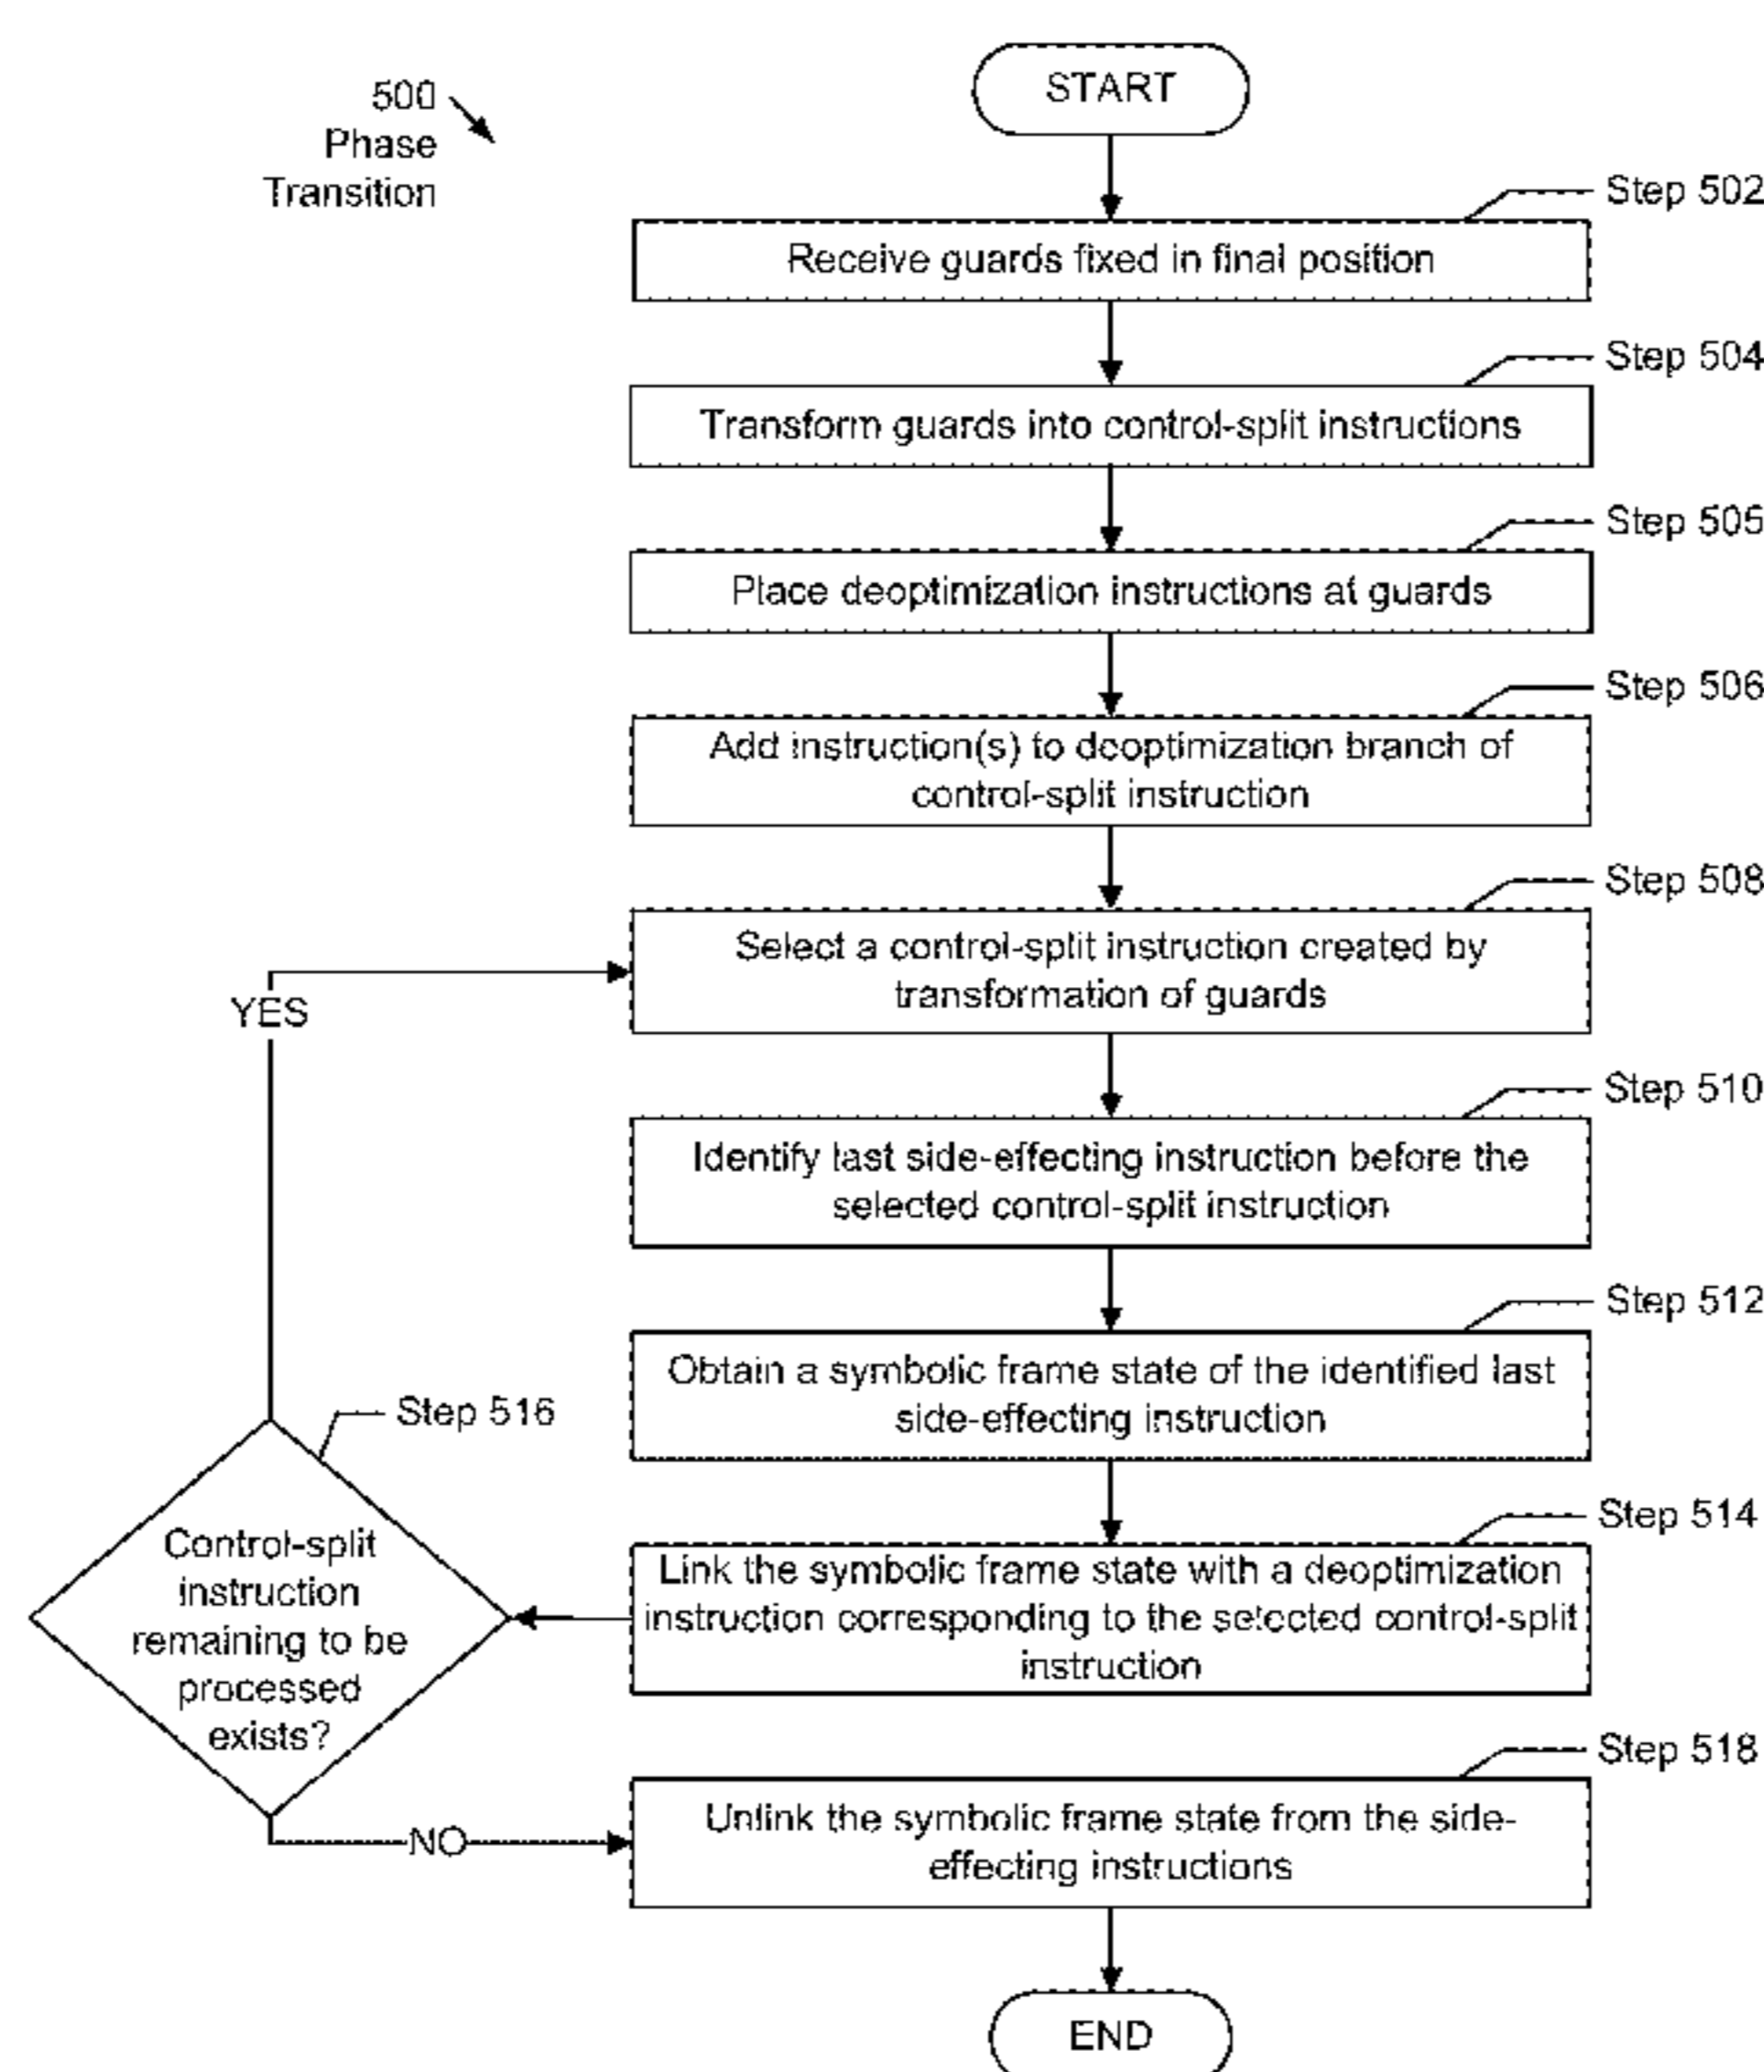 START
500
Phase
Transition
Step 502
Receive guards fixed in final position
Step 504
Transform guards into control-split instructions
Step 505
Place deoptimization instructions at guards
Step 506
Add instruction(s) to deoptimization branch of
control-split instruction
Step 508
Select a control-split instruction created by
transformation of guards
YES
Step 510
Identify last side-effecting instruction before the
selected control-split instruction
Step 512
Obtain a symbolic frame state of the identified last
side-effecting instruction
Step 516
Control-split
instruction
remaining to be
processed
exists?
Step 514
Link the symbolic frame state with a deoptimization
instruction corresponding to the selected control-split
instruction
Step 518
NO
Unlink the symbolic frame state from the side-
effecting instructions
END